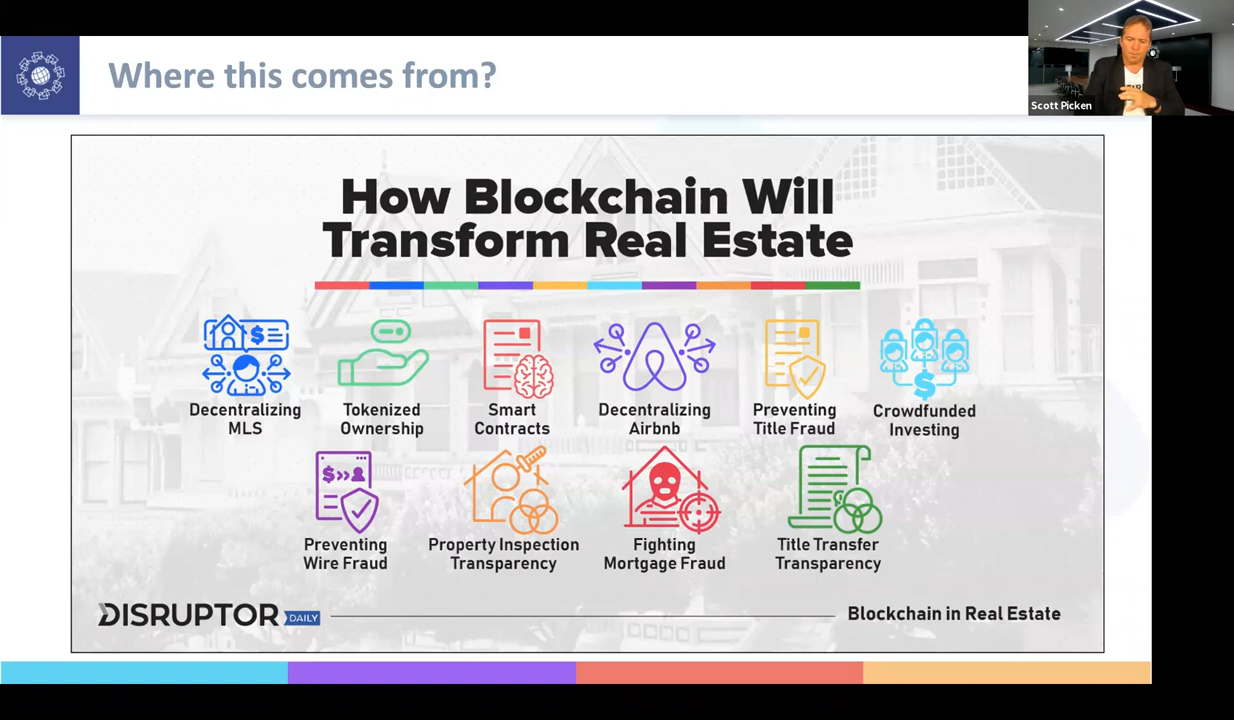 Where this comes from?
Scott Picken
How Blockchain Will
Transform Real Estate
$
Decentralizing
MLS
Tokenized
Ownership
Smart
Contracts
Decentralizing
Airbnb
Preventing
Title Fraud
$
Crowdfunded
Investing
$»
Preventing
Wire Fraud
Property Inspection
Transparency
Fighting
Mortgage Fraud
Title Transfer
Transparency
DISRUPTOR DAILY
Blockchain in Real Estate